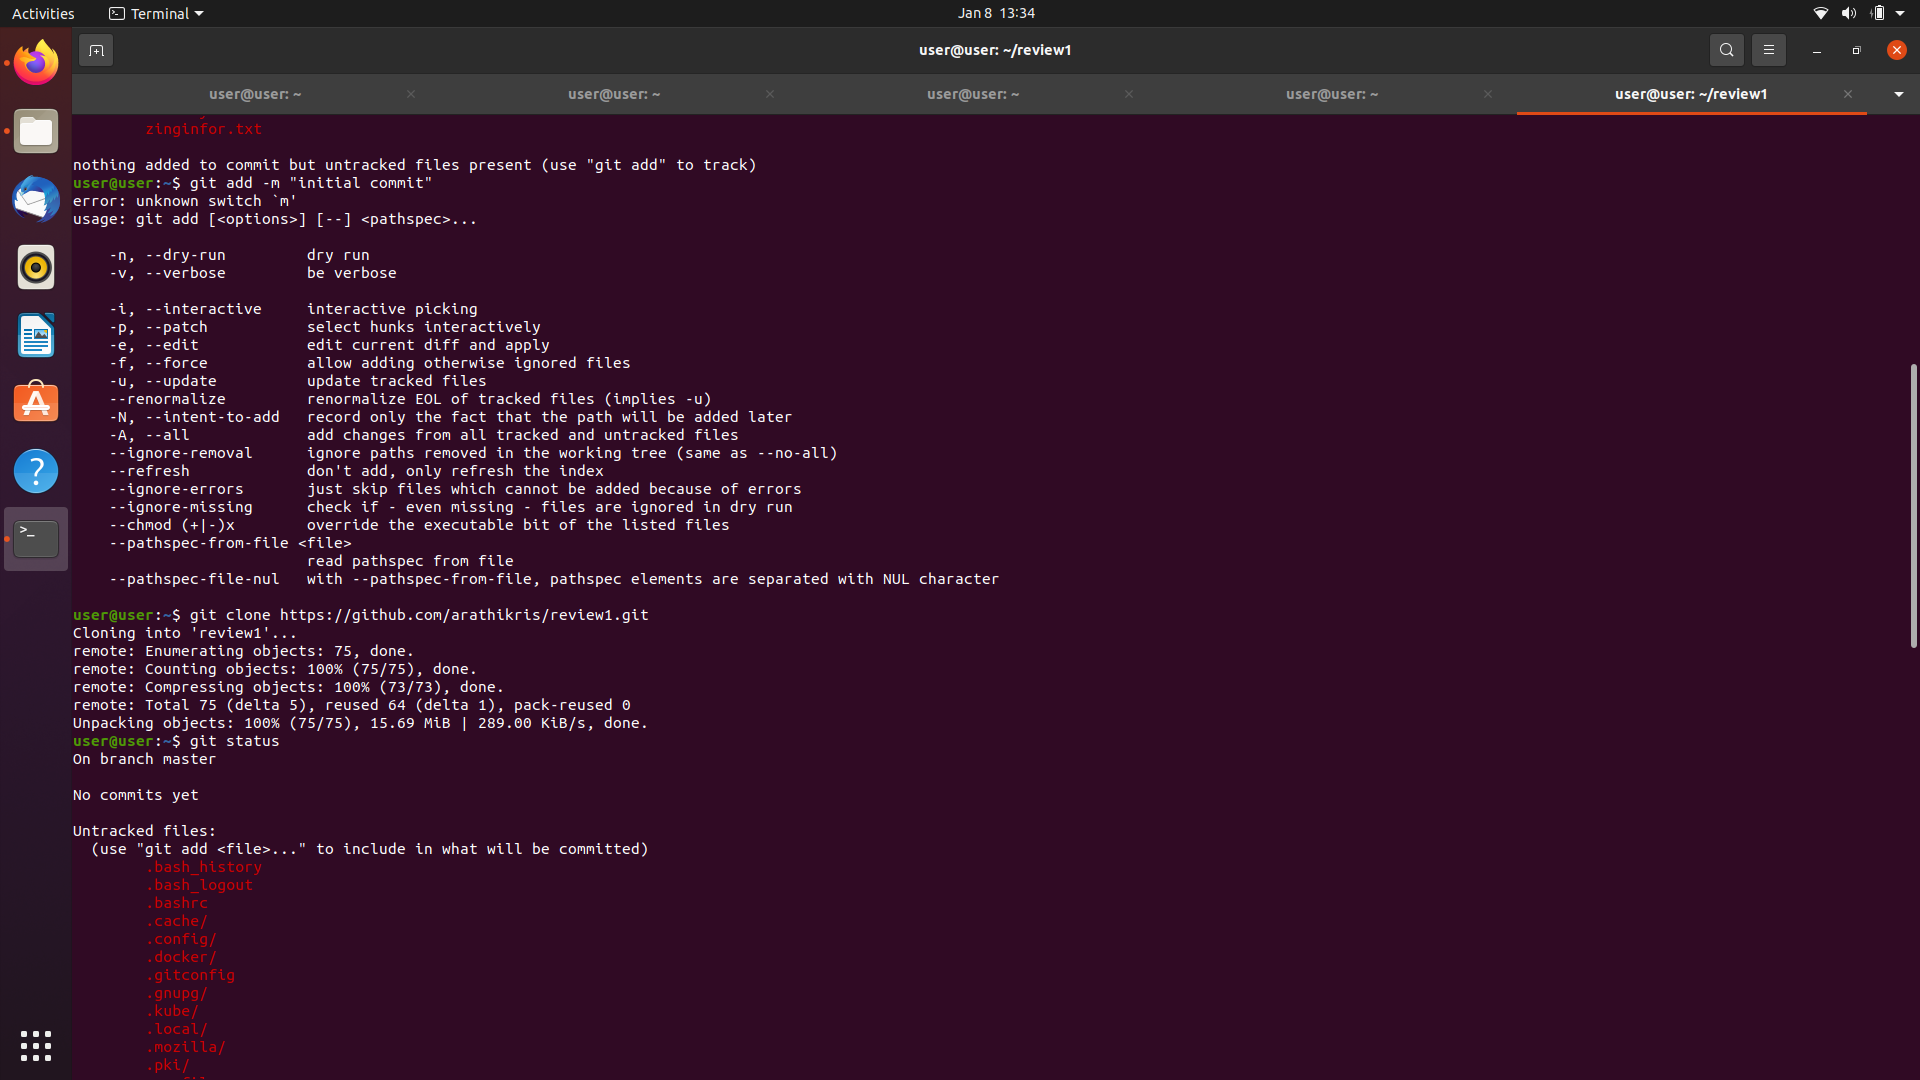 Activities
Terminal
Jan 8 13:34
user@user: ~/review1
user@user: ~
user@user: ~
user@user: ~
user@user: ~
user@user: ~/review1
zinginfor.txt
nothing added to commit but untracked files present (use "git add" to track)
user@user:~$ git add -m "initial commit"
error: unknown switch `m'
usage: git add [<options>] [--] <pathspec>...
-n, --dry-run dry run
-v, --verbose be verbose
-i, --interactive interactive picking
-p, --patch select hunks interactively
-e, --edit edit current diff and apply
-f, --force allow adding otherwise ignored files
-u, --update update tracked files
--renormalize renormalize EOL of tracked files (implies -u)
-N, --intent-to-add record only the fact that the path will be added later
-A, --all add changes from all tracked and untracked files
--ignore-removal ignore paths removed in the working tree (same as --no-all)
--refresh don't add, only refresh the index
--ignore-errors just skip files which cannot be added because of errors
--ignore-missing check if - even missing - files are ignored in dry run
--chmod (+|-)x override the executable bit of the listed files
--pathspec-from-file <file>
read pathspec from file
--pathspec-file-nul with --pathspec-from-file, pathspec elements are separated with NUL character
user@user:~$ git clone https://github.com/arathikris/review1.git
Cloning into 'review1'...
remote: Enumerating objects: 75, done.
remote: Counting objects: 100% (75/75), done.
remote: Compressing objects: 100% (73/73), done.
remote: Total 75 (delta 5), reused 64 (delta 1), pack-reused 0
Unpacking objects: 100% (75/75), 15.69 MiB | 289.00 KiB/s, done.
user@user:~$ git status
On branch master
No commits yet
Untracked files:
(use "git add <file>..." to include in what will be committed)
.bash_history
.bash_logout
.bashrc
.cache/
.config/
.docker/
.gitconfig
.gnupg/
.kube/
.local/
.mozilla/
.pki/